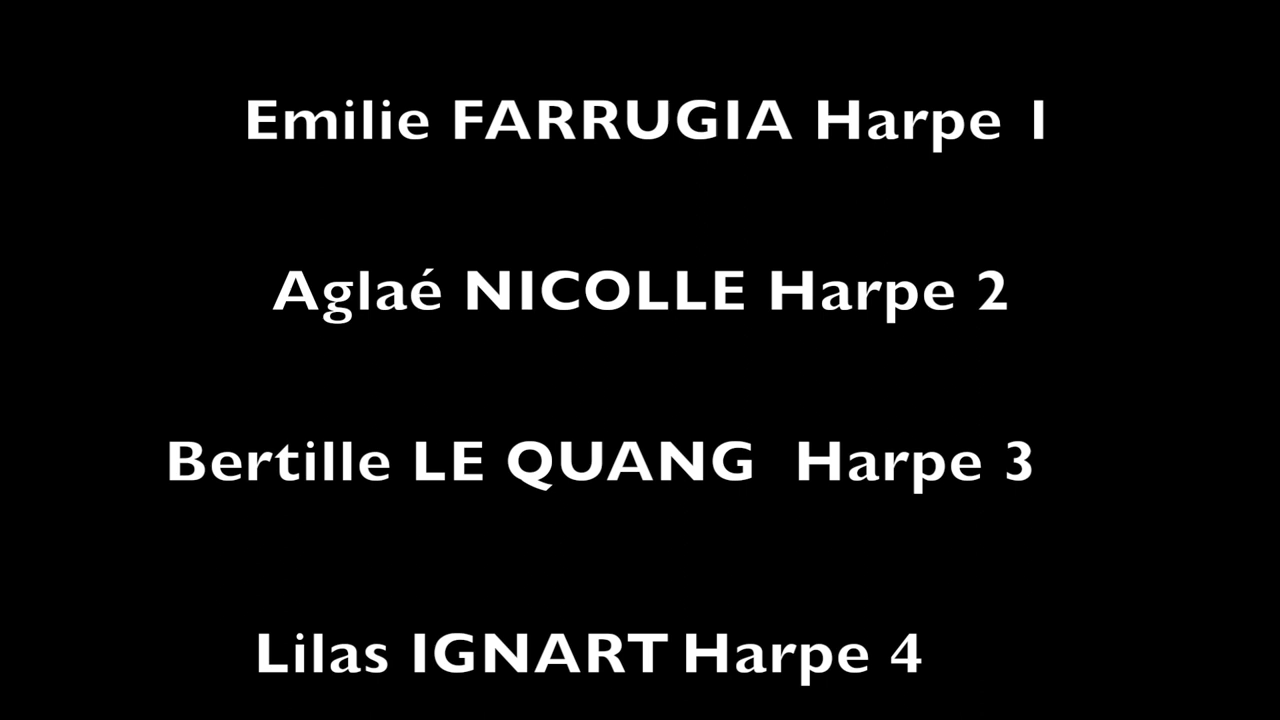 Emilie FARRUGIA Harpe 1
Aglaé NICOLLE Harpe 2
Bertille LE QUANG  Harpe 3
Lilas IGNART Harpe 4